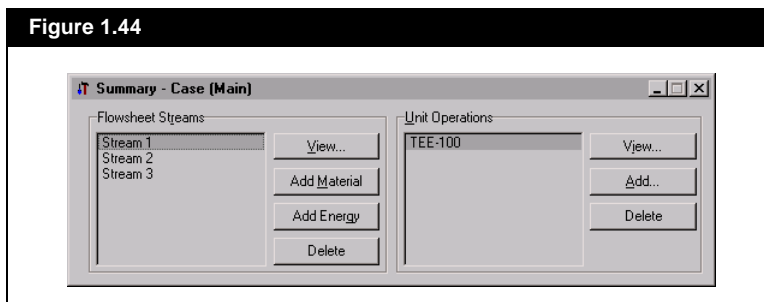 Figure 1.44
Summary - Case (Main)
Flowsheet Streams
Stream 1
Stream 2
Stream 3
View...
Add Material
Add Energy
Delete
Unit Operations
TEE-100
View...
Add...
Delete